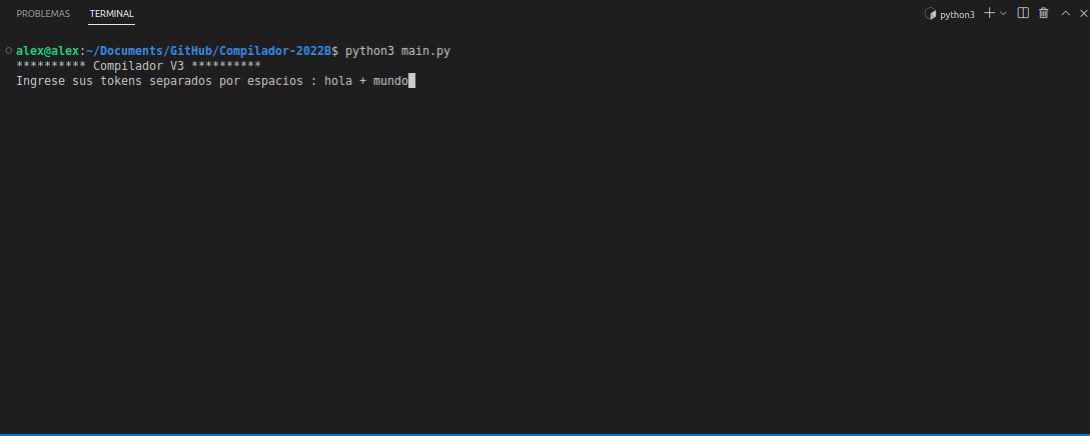 PROBLEMAS TERMINAL python3
alex@alex:~/Documents/GitHub/Compilador-2022B$ python3 main.py
********** Compilador V3 **********
Ingrese sus tokens separados por espacios : hola + mundo